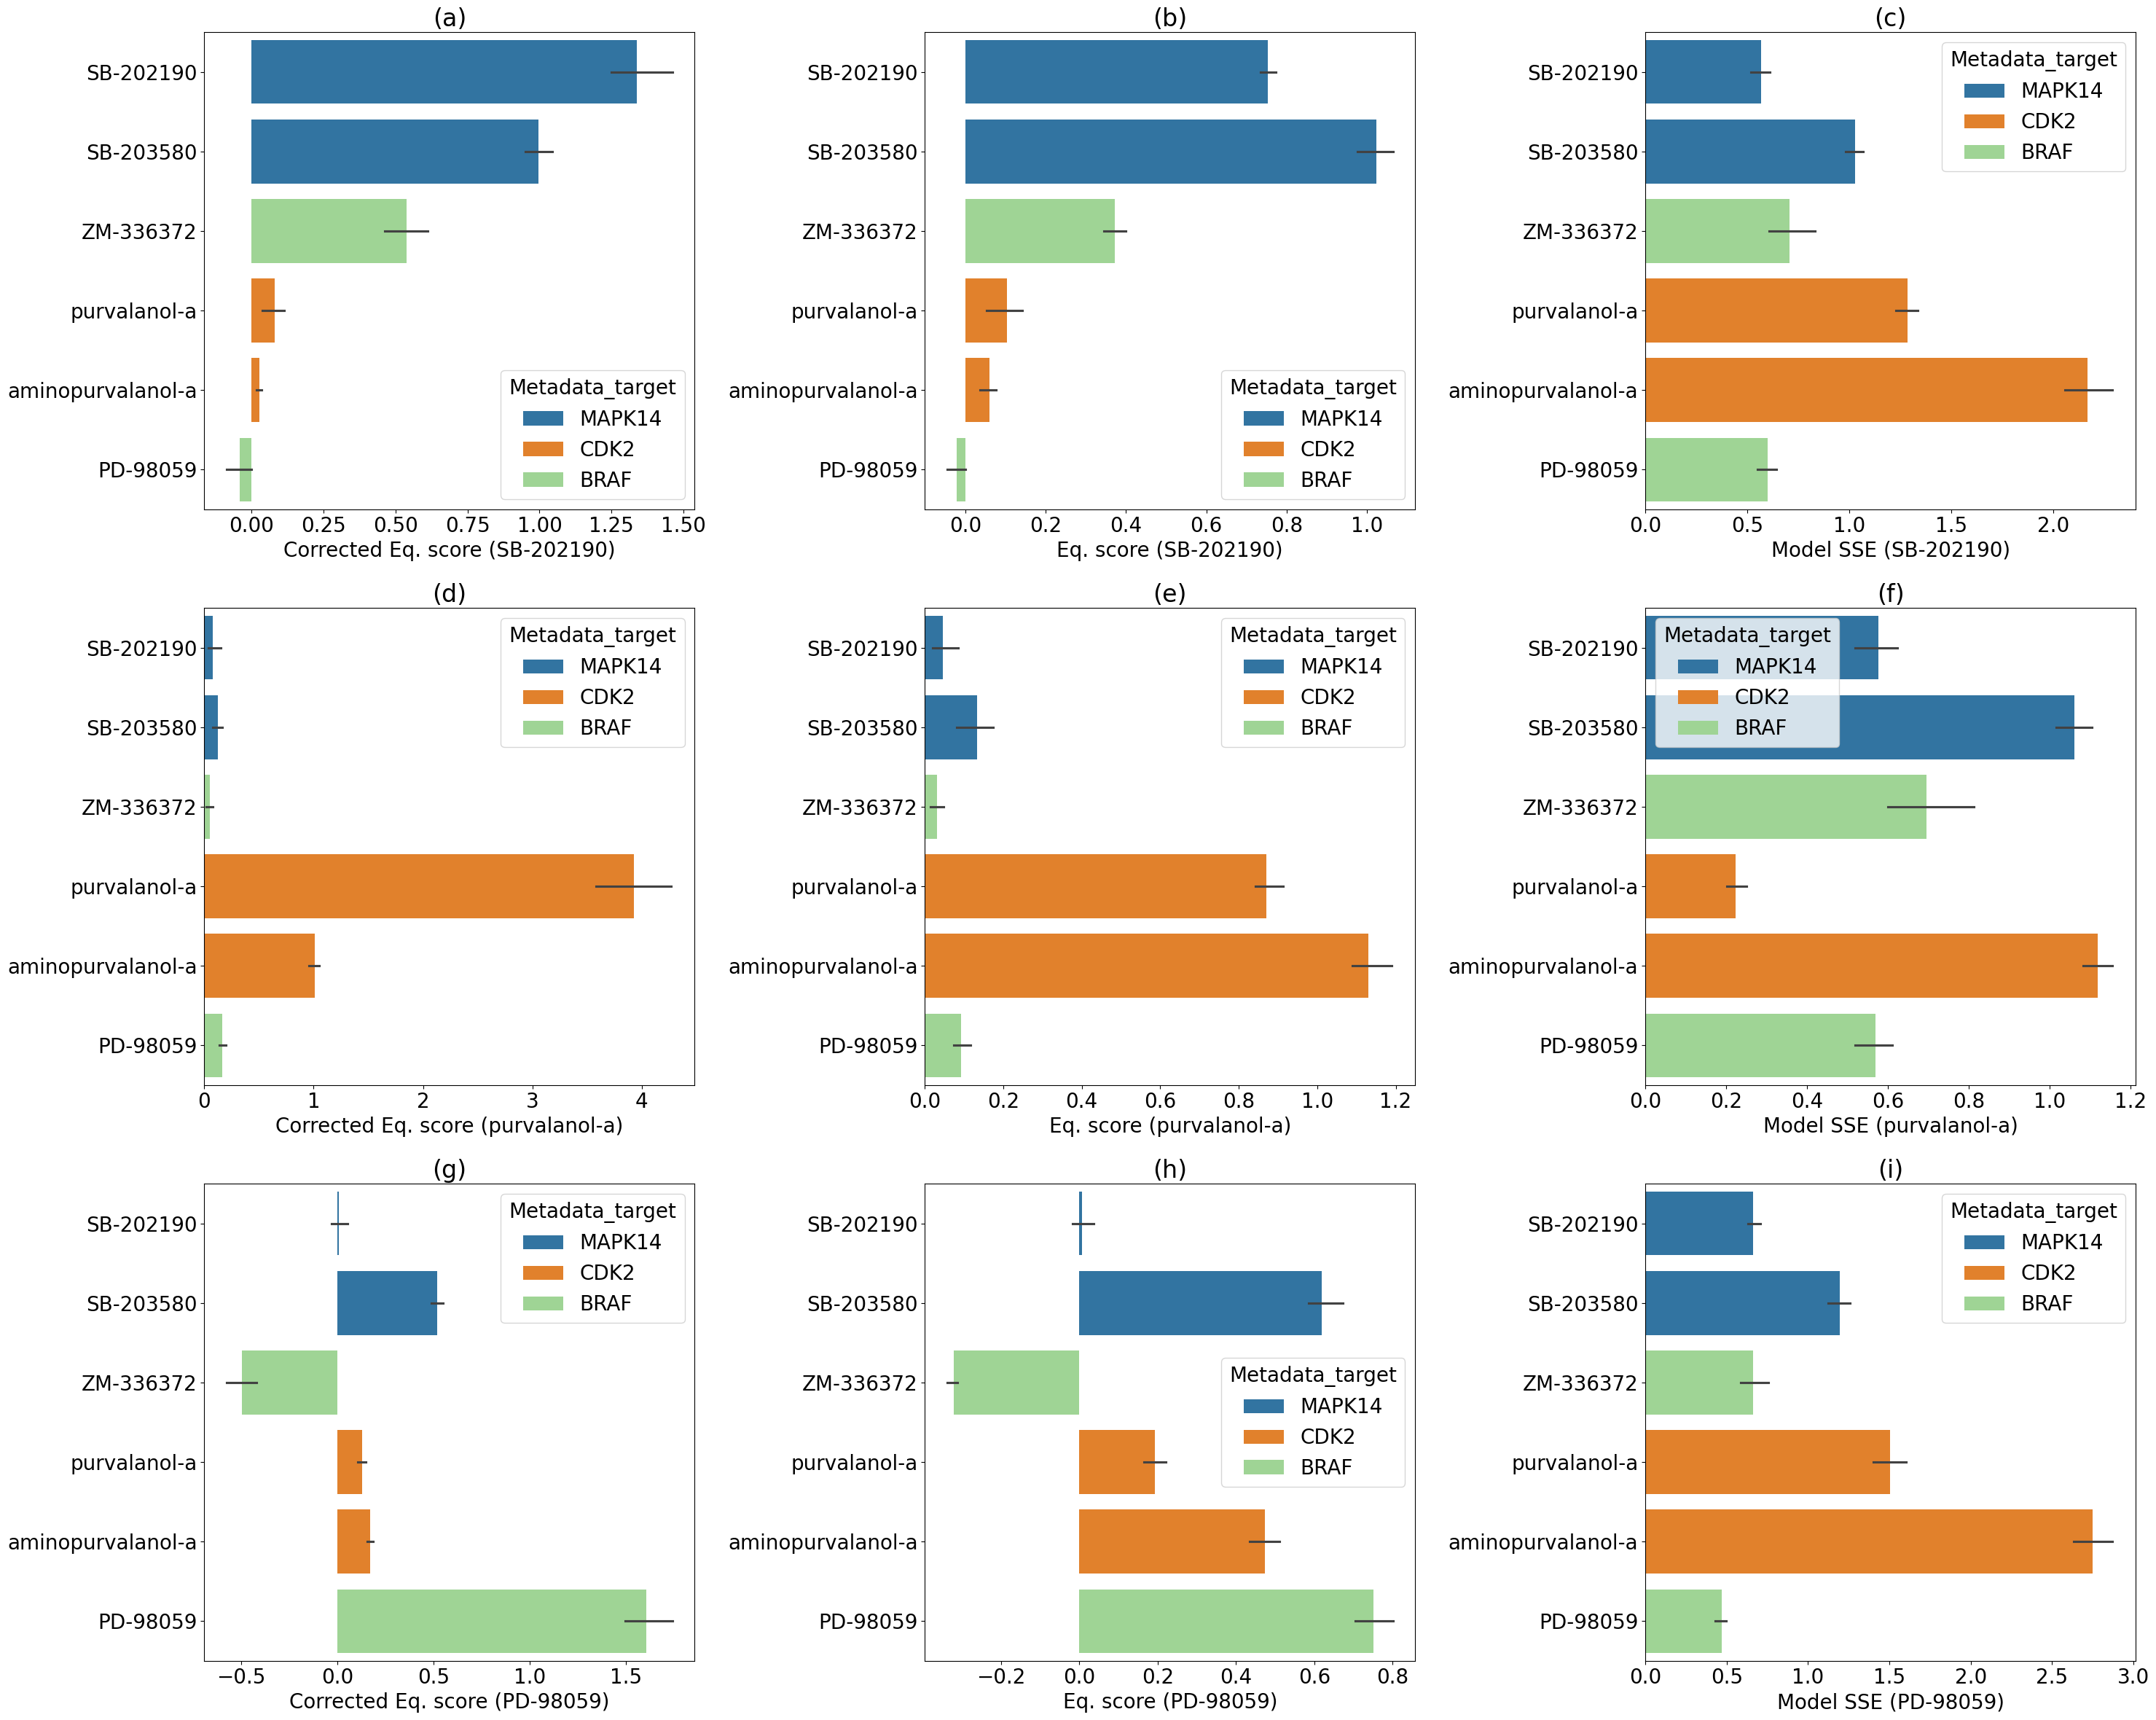 (a)
SB-202190
SB-203580
ZM-336372
purvalanol-a
aminopurvalanol-a
PD-98059
Metadata_target
MAPK14
CDK2
BRAF
0.00 0.25 0.50 0.75 1.00 1.25 1.50
Corrected Eq. score (SB-202190)
(b)
SB-202190
SB-203580
ZM-336372
purvalanol-a
aminopurvalanol-a
PD-98059
Metadata_target
MAPK14
CDK2
BRAF
0.0 0.2 0.4 0.6 0.8 1.0
Eq. score (SB-202190)
(c)
SB-202190
SB-203580
ZM-336372
purvalanol-a
aminopurvalanol-a
PD-98059
Metadata_target
MAPK14
CDK2
BRAF
0.0 0.5 1.0 1.5 2.0
Model SSE (SB-202190)
(d)
SB-202190
SB-203580
ZM-336372
purvalanol-a
aminopurvalanol-a
PD-98059
Metadata_target
MAPK14
CDK2
BRAF
0 1 2 3 4
Corrected Eq. score (purvalanol-a)
(e)
SB-202190
SB-203580
ZM-336372
purvalanol-a
aminopurvalanol-a
PD-98059
Metadata_target
MAPK14
CDK2
BRAF
0.0 0.2 0.4 0.6 0.8 1.0 1.2
Eq. score (purvalanol-a)
(f)
SB-202190
SB-203580
ZM-336372
purvalanol-a
aminopurvalanol-a
PD-98059
Metadata_target
MAPK14
CDK2
BRAF
0.0 0.2 0.4 0.6 0.8 1.0 1.2
Model SSE (purvalanol-a)
(g)
SB-202190
SB-203580
ZM-336372
purvalanol-a
aminopurvalanol-a
PD-98059
Metadata_target
MAPK14
CDK2
BRAF
−0.5 0.0 0.5 1.0 1.5
Corrected Eq. score (PD-98059)
(h)
SB-202190
SB-203580
ZM-336372
purvalanol-a
aminopurvalanol-a
PD-98059
Metadata_target
MAPK14
CDK2
BRAF
−0.2 0.0 0.2 0.4 0.6 0.8
Eq. score (PD-98059)
(i)
SB-202190
SB-203580
ZM-336372
purvalanol-a
aminopurvalanol-a
PD-98059
Metadata_target
MAPK14
CDK2
BRAF
0.0 0.5 1.0 1.5 2.0 2.5 3.0
Model SSE (PD-98059)